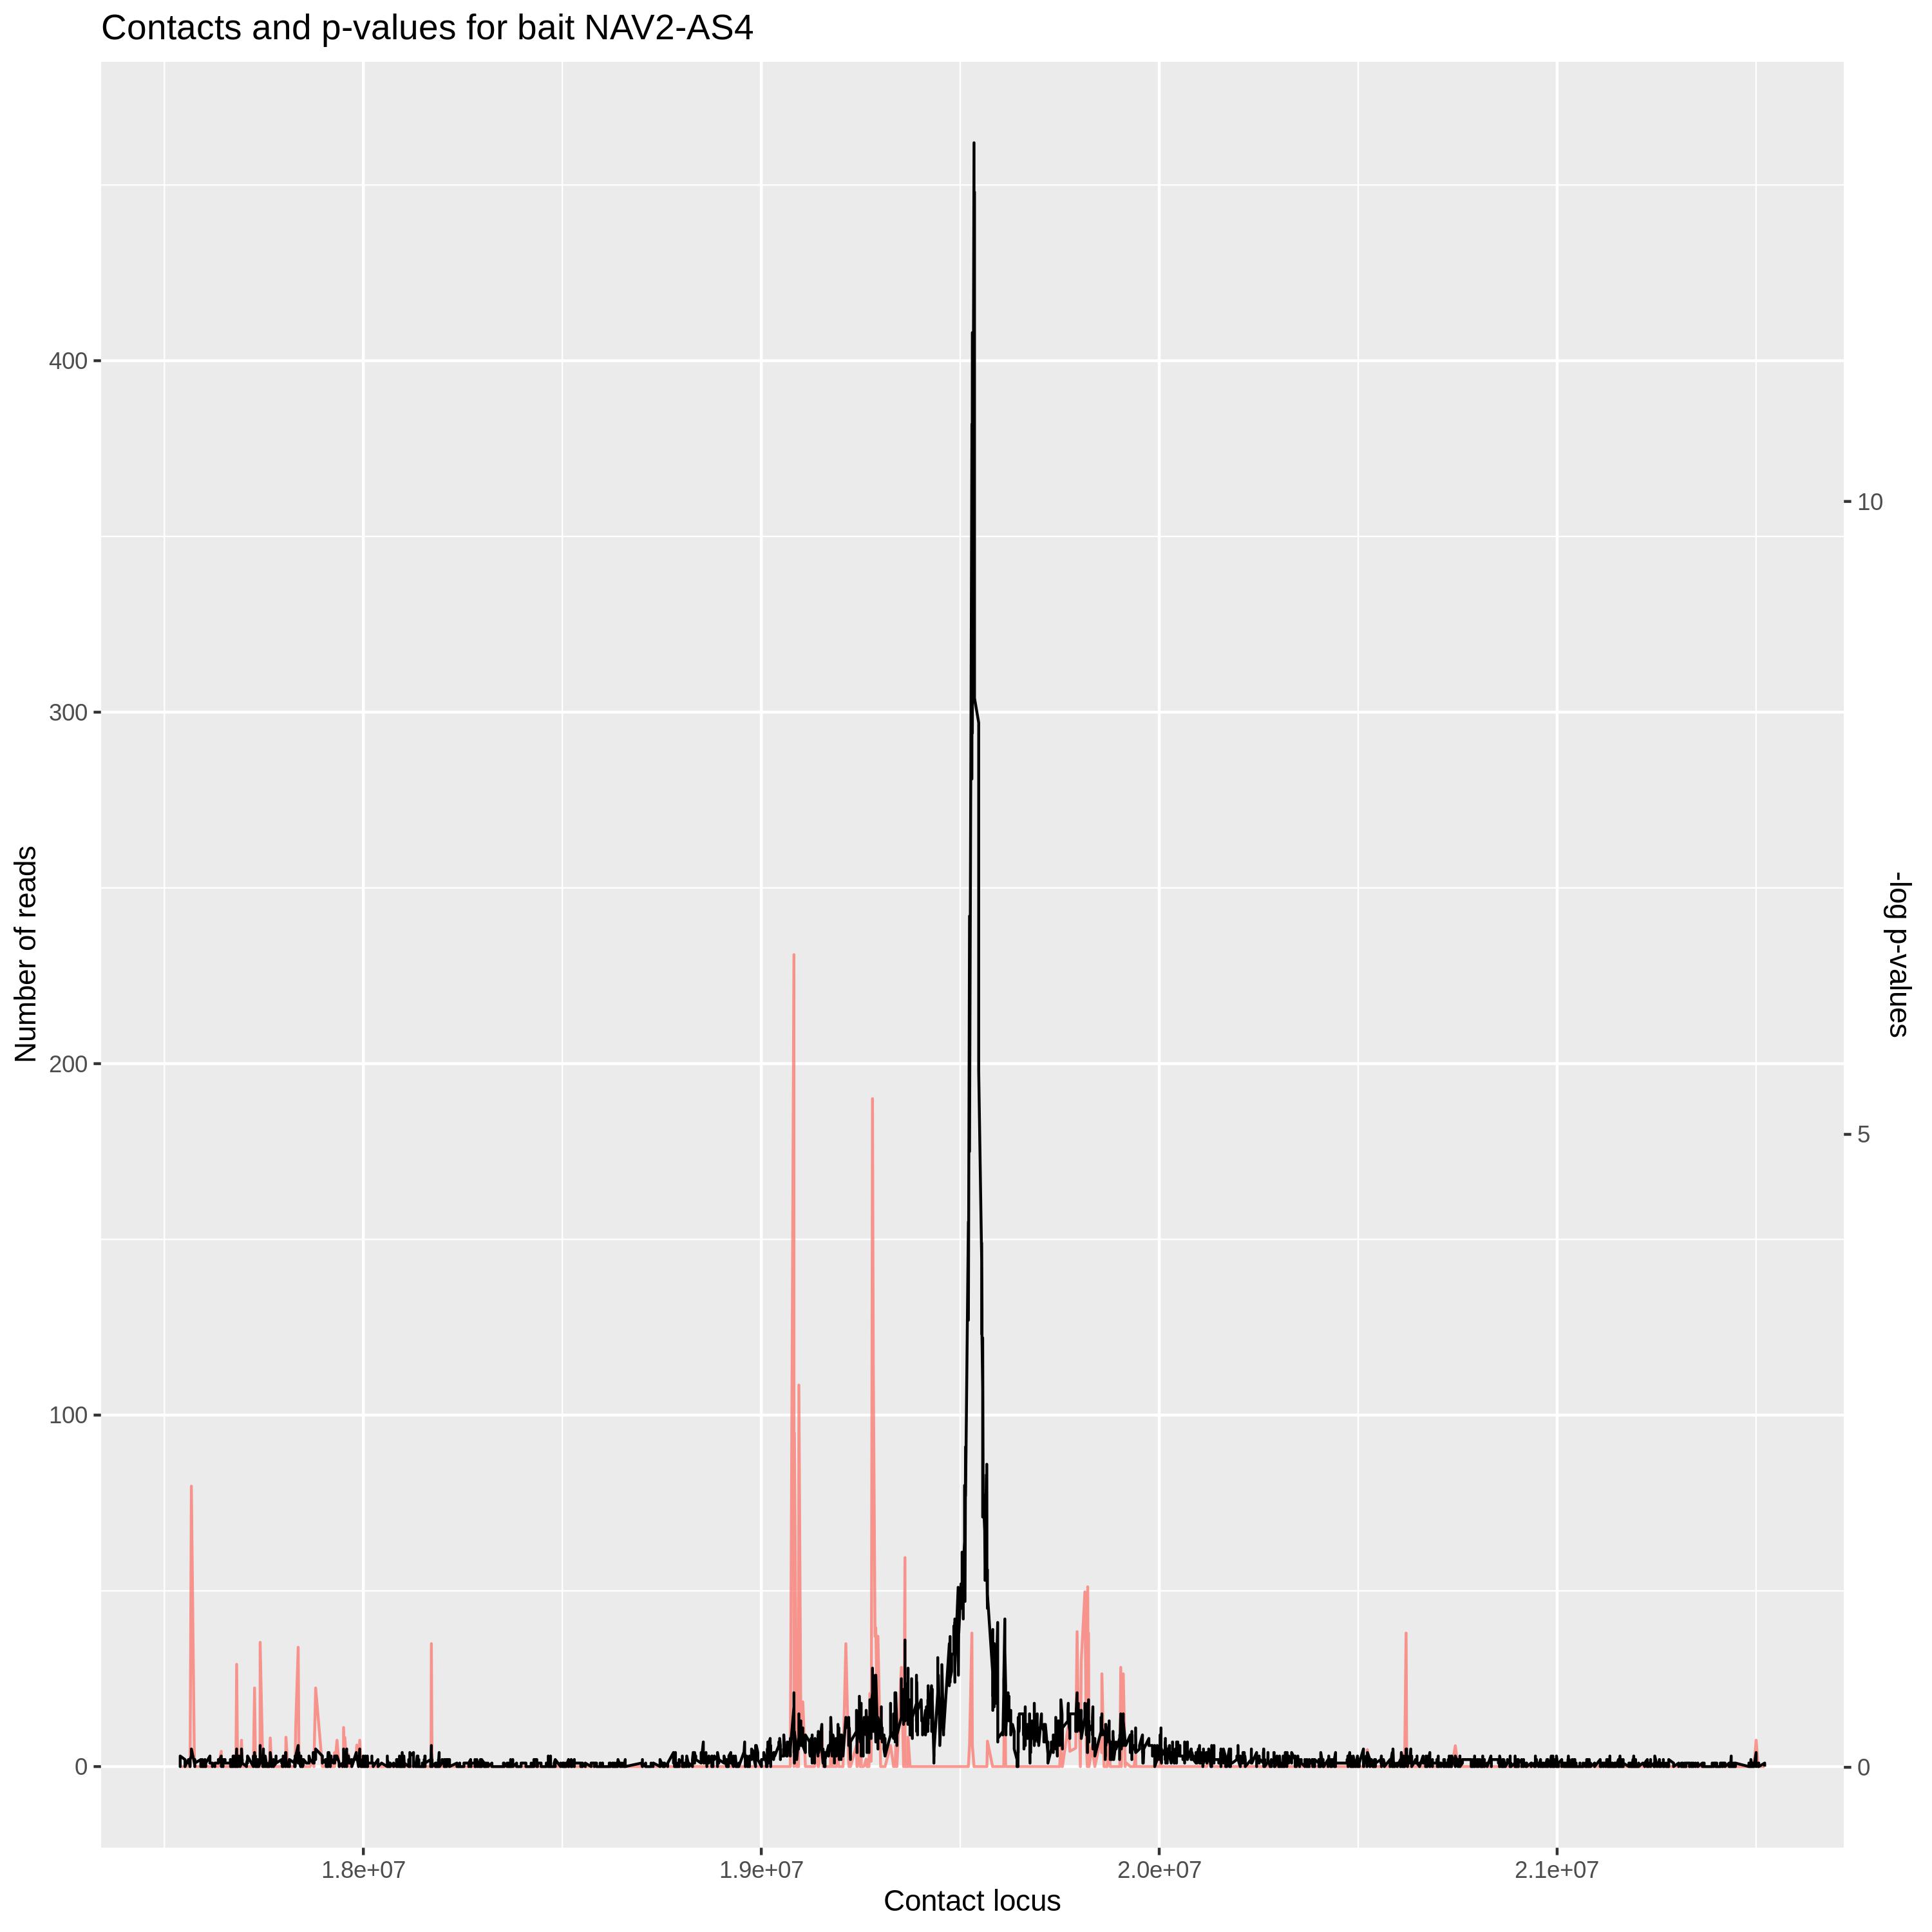 Contacts and p-values for bait NAV2-AS4
Number of reads
400
300
200
100
0
10
5
0
-log p-values
1.8e+07
1.9e+07
2.0e+07
2.1e+07
Contact locus